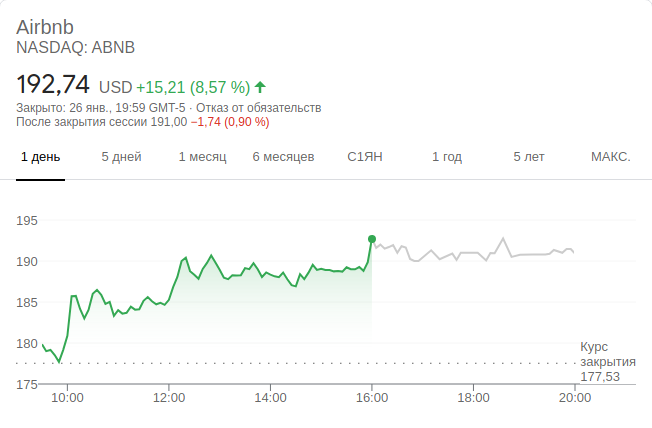 Airbnb
NASDAQ: ABNB
192,74 USD +15,21 (8,57 %)
Закрыто: 26 янв., 19:59 GMT-5 · Отказ от обязательств
После закрытия сессии 191,00 −1,74 (0,90 %)
1 день 5 дней 1 месяц 6 месяцев С1ЯН 1 год 5 лет МАКС.
195
190
185
180
175
Курс
закрытия
177,53
10:00 12:00 14:00 16:00 18:00 20:00